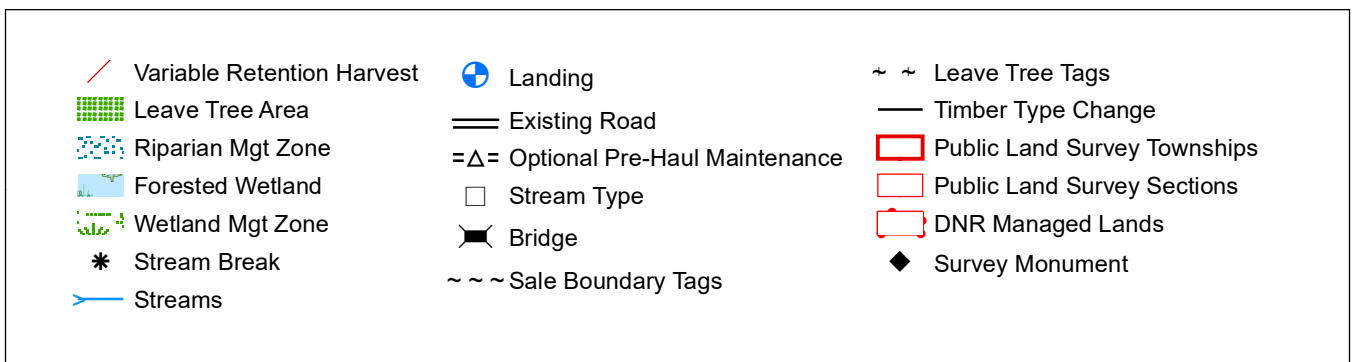 Variable Retention Harvest
Leave Tree Area
Riparian Mgt Zone
Forested Wetland
Wetland Mgt Zone
Stream Break
Streams
Landing
Existing Road
Optional Pre-Haul Maintenance
Stream Type
Bridge
Sale Boundary Tags
Leave Tree Tags
Timber Type Change
Public Land Survey Townships
Public Land Survey Sections
DNR Managed Lands
Survey Monument